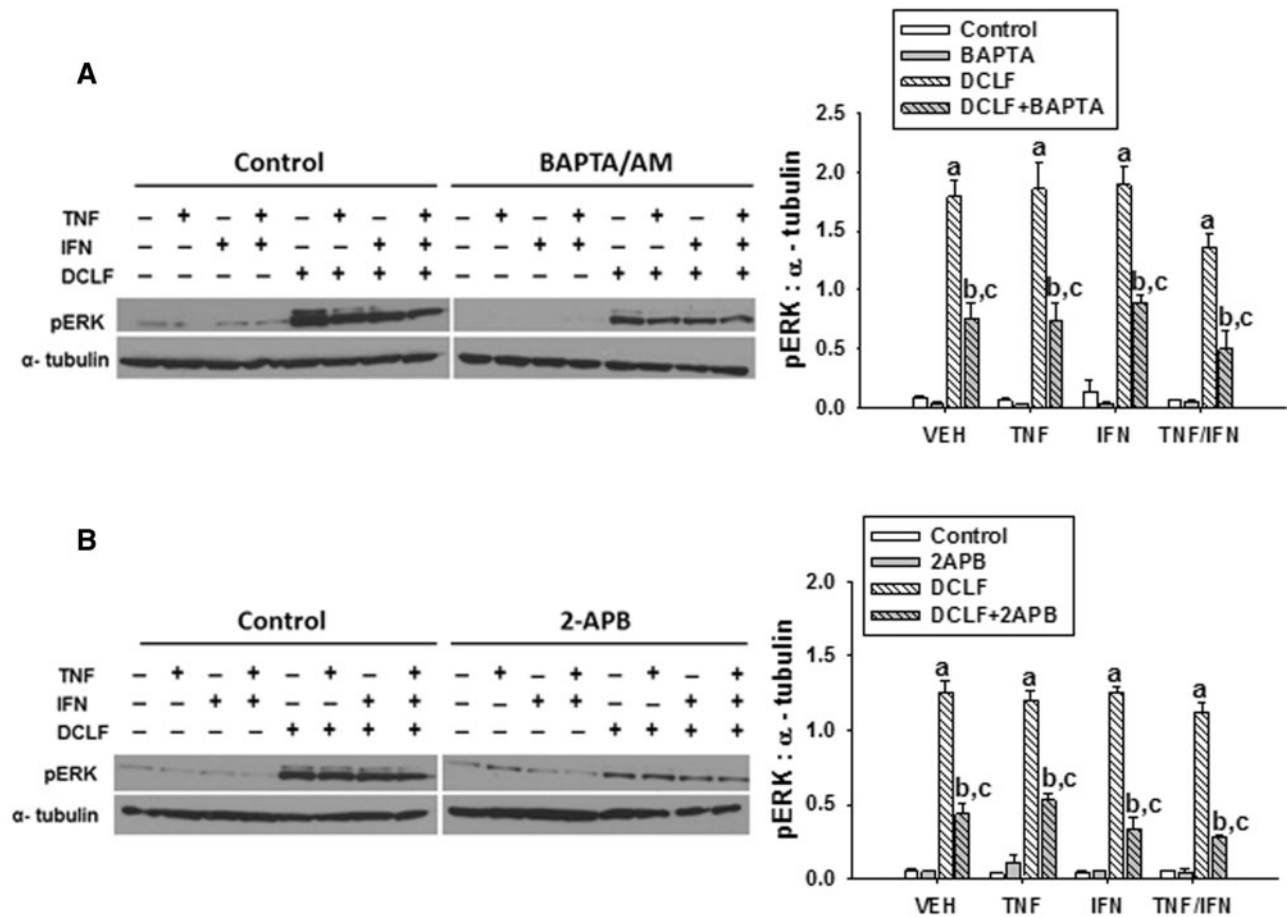 A
Control BAPTA/AM
TNF – + – + – + – + – + – + – + – +
IFN – – + + – – + + – – + + – – + +
DCLF – – – – + + + + – – – – + + + +
pERK
α- tubulin
Control
BAPTA
DCLF
DCLF+BAPTA
pERK : α - tubulin
2.5
2.0
1.5
1.0
0.5
0.0
a a a a
b,c b,c b,c b,c
VEH TNF IFN TNF/IFN
B
Control 2-APB
TNF – + – + – + – + – + – + – + – +
IFN – – + + – – + + – – + + – – + +
DCLF – – – – + + + + – – – – + + + +
pERK
α- tubulin
Control
2APB
DCLF
DCLF+2APB
pERK : α - tubulin
2.0
1.5
1.0
0.5
0.0
a a a a
b,c b,c b,c b,c
VEH TNF IFN TNF/IFN